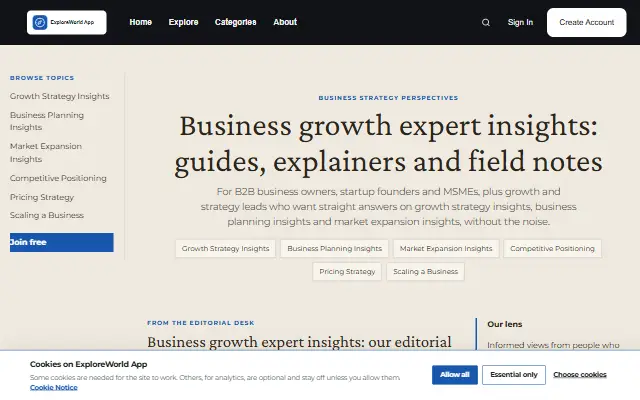 ExploreWorld App
Home
Explore
Categories
About
Sign In
Create Account
BROWSE TOPICS
Growth Strategy Insights
Business Planning
Insights
Market Expansion
Insights
Competitive Positioning
Pricing Strategy
Scaling a Business
Join free
BUSINESS STRATEGY PERSPECTIVES
Business growth expert insights:
guides, explainers and field notes
For B2B business owners, startup founders and MSMEs, plus growth and
strategy leads who want straight answers on growth strategy insights, business
planning insights and market expansion insights, without the noise.
Growth Strategy Insights
Business Planning Insights
Market Expansion Insights
Competitive Positioning
Pricing Strategy
Scaling a Business
FROM THE EDITORIAL DESK
Business growth expert insights: our editorial
Our lens
Informed views from people who
Cookies on ExploreWorld App
Some cookies are needed for the site to work. Others, for analytics, are optional and stay off unless you allow them.
Cookie Notice
Allow all
Essential only
Choose cookies